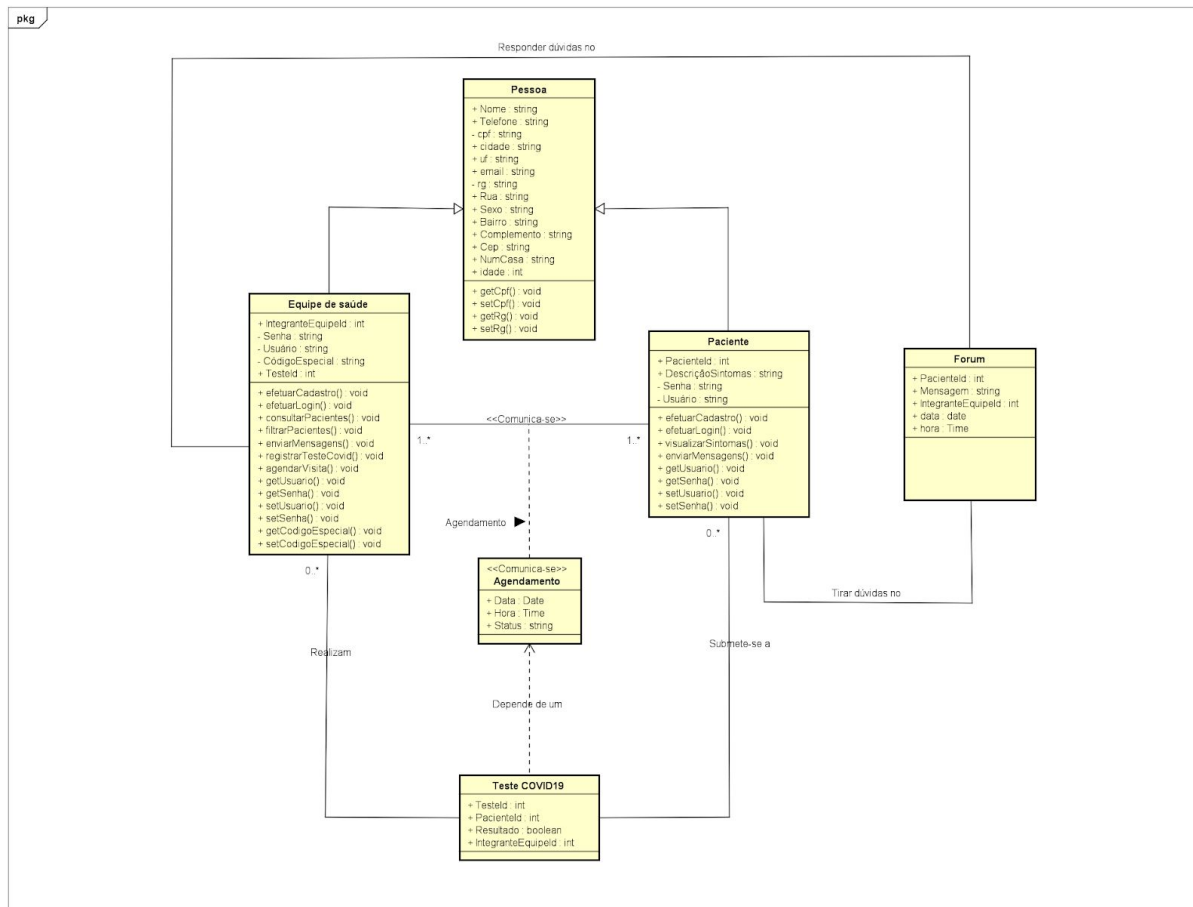 pkg
Responder dúvidas no
Pessoa
+ Nome : string
+ Telefone : string
- cpf : string
+ cidade : string
+ uf : string
+ email : string
- rg : string
+ Rua : string
+ Sexo : string
+ Bairro : string
+ Complemento : string
+ Cep : string
+ NumCasa : string
+ idade : int
+ getCpf() : void
+ setCpf() : void
+ getRg() : void
+ setRg() : void
Equipe de saúde
+ IntegranteEquipeId : int
- Senha : string
- Usuário : string
- CódigoEspecial : string
+ TesteId : int
+ efetuarCadastro() : void
+ efetuarLogin() : void
+ consultarPacientes() : void
+ filtrarPacientes() : void
+ enviarMensagens() : void
+ registrarTesteCovid() : void
+ agendarVisita() : void
+ getUsuario() : void
+ getSenha() : void
+ setUsuario() : void
+ setSenha() : void
+ getCodigoEspecial() : void
+ setCodigoEspecial() : void
Paciente
+ PacienteId : int
+ DescriçãoSintomas : string
- Senha : string
- Usuário : string
+ efetuarCadastro() : void
+ efetuarLogin() : void
+ visualizarSintomas() : void
+ enviarMensagens() : void
+ getUsuario() : void
+ getSenha() : void
+ setUsuario() : void
+ setSenha() : void
Forum
+ PacienteId : int
+ Mensagem : string
+ IntegranteEquipeId : int
+ data : date
+ hora : Time
<<Comunica-se>>
1..*
1..*
Agendamento
0..*
0..*
<<Comunica-se>>
Agendamento
+ Data : Date
+ Hora : Time
+ Status : string
Tirar dúvidas no
Realizam
Submete-se a
Depende de um
Teste COVID19
+ TesteId : int
+ PacienteId : int
+ Resultado : boolean
+ IntegranteEquipeId : int